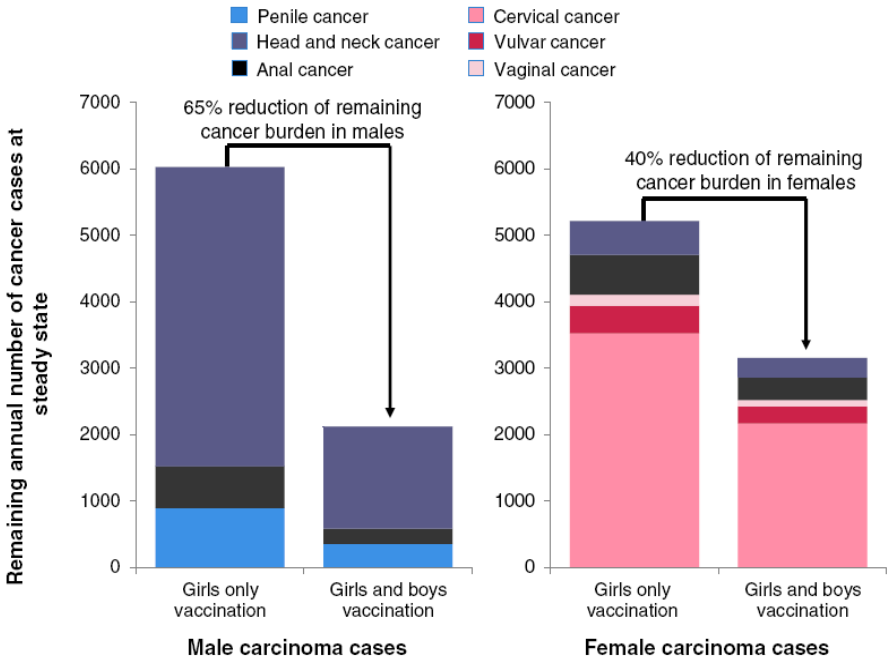 Penile cancer
Head and neck cancer
Anal cancer
Cervical cancer
Vulvar cancer
Vaginal cancer
Remaining annual number of cancer cases at
steady state
7000
6000
5000
4000
3000
2000
1000
0
65% reduction of remaining
cancer burden in males
Girls only
vaccination
Girls and boys
vaccination
Male carcinoma cases
7000
6000
5000
4000
3000
2000
1000
0
40% reduction of remaining
cancer burden in females
Girls only
vaccination
Girls and boys
vaccination
Female carcinoma cases